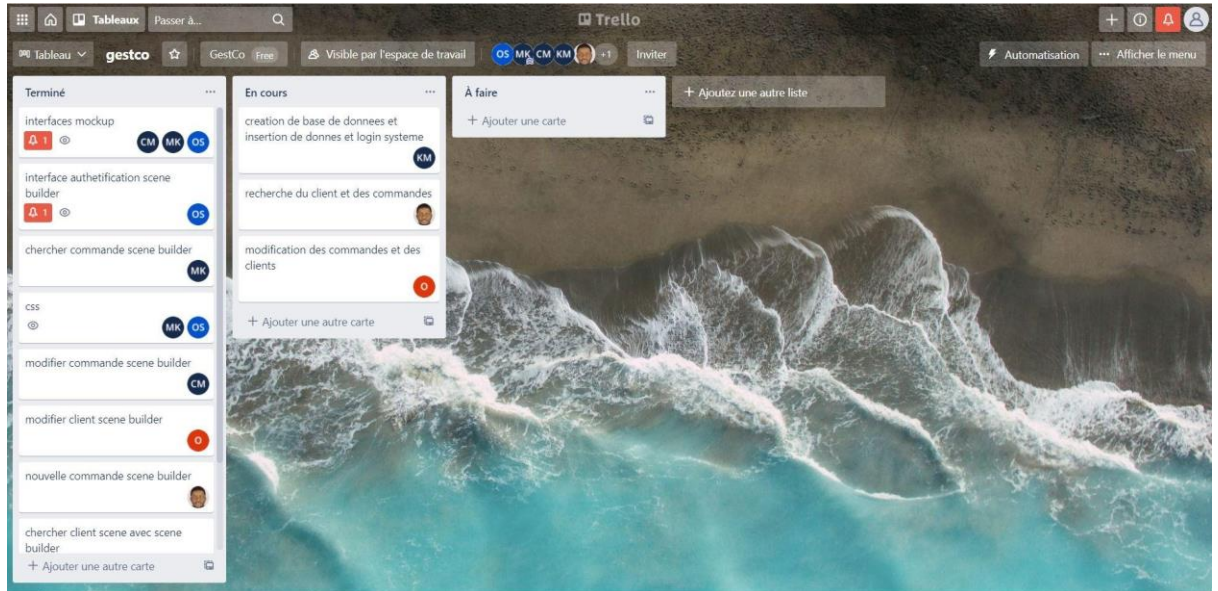 Tableaux Passer à... Trello
Tableau gestco GestCo Free Visible par l'espace de travail OS MK CM KM +1 Inviter Automatisation ... Afficher le menu
Terminé ...
interfaces mockup
1 CM MK OS
interface authetification scene
builder
1 OS
chercher commande scene builder
MK
css
MK OS
modifier commande scene builder
CM
modifier client scene builder
O
nouvelle commande scene builder
chercher client scene avec scene
builder
+ Ajouter une autre carte
En cours ...
creation de base de donnees et
insertion de donnes et login systeme
KM
recherche du client et des commandes
modification des commandes et des
clients
O
+ Ajouter une autre carte
À faire ...
+ Ajouter une carte
+ Ajoutez une autre liste